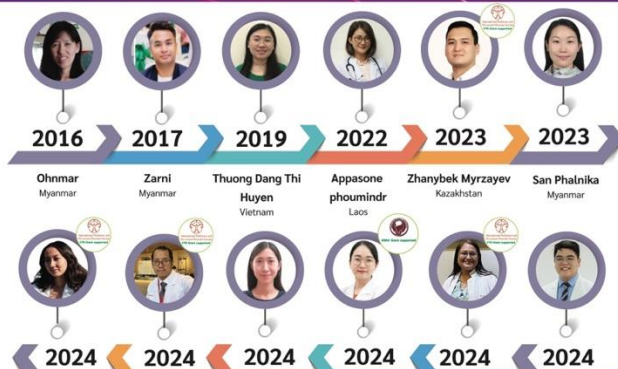 2016
2017
2019
2022
2023
2023
Ohnmar
Myanmar
Zarni
Myanmar
Thuong Dang Thi
Huyen
Vietnam
Appasone
phoumindr
Laos
Zhanybek Myrzayev
Kazakhstan
San Phalnika
Myanmar
2024
2024
2024
2024
2024
2024